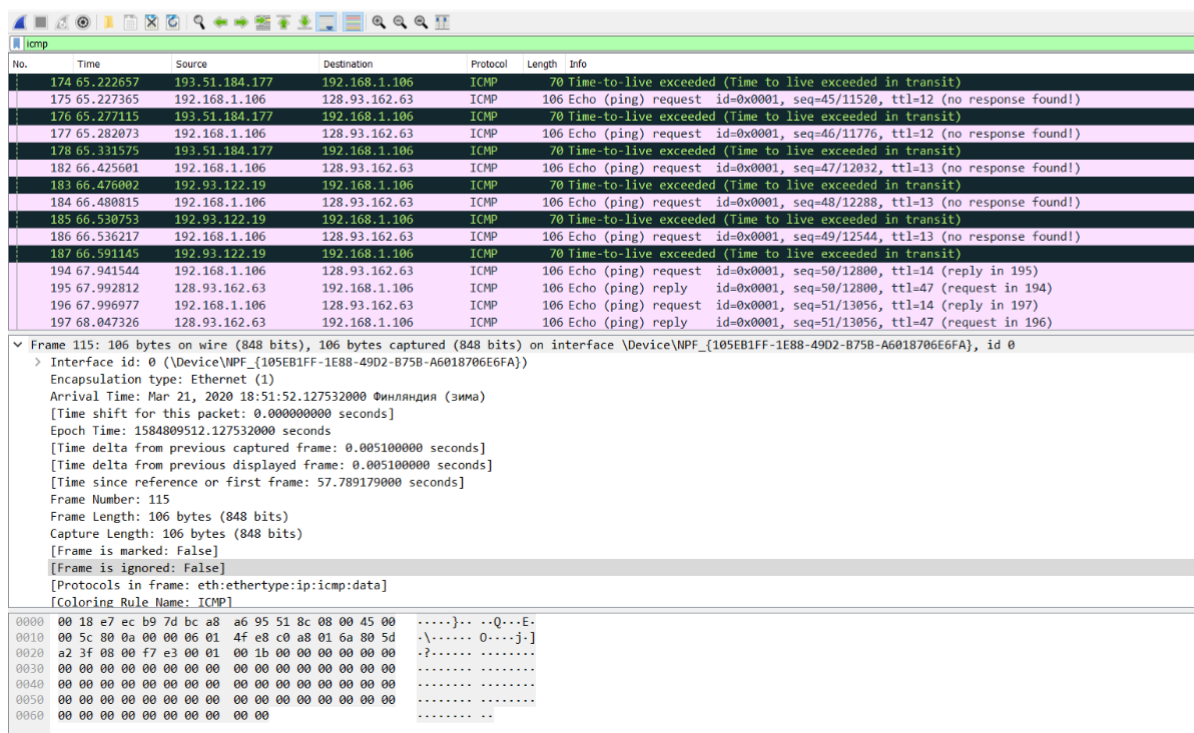 icmp
No. Time Source Destination Protocol Length Info
174 65.222657 193.51.184.177 192.168.1.106 ICMP 70 Time-to-live exceeded (Time to live exceeded in transit)
175 65.227365 192.168.1.106 128.93.162.63 ICMP 106 Echo (ping) request id=0x0001, seq=45/11520, ttl=12 (no response found!)
176 65.277115 193.51.184.177 192.168.1.106 ICMP 70 Time-to-live exceeded (Time to live exceeded in transit)
177 65.282073 192.168.1.106 128.93.162.63 ICMP 106 Echo (ping) request id=0x0001, seq=46/11776, ttl=12 (no response found!)
178 65.331575 193.51.184.177 192.168.1.106 ICMP 70 Time-to-live exceeded (Time to live exceeded in transit)
182 66.425601 192.168.1.106 128.93.162.63 ICMP 106 Echo (ping) request id=0x0001, seq=47/12032, ttl=13 (no response found!)
183 66.476002 192.93.122.19 192.168.1.106 ICMP 70 Time-to-live exceeded (Time to live exceeded in transit)
184 66.480815 192.168.1.106 128.93.162.63 ICMP 106 Echo (ping) request id=0x0001, seq=48/12288, ttl=13 (no response found!)
185 66.530753 192.93.122.19 192.168.1.106 ICMP 70 Time-to-live exceeded (Time to live exceeded in transit)
186 66.536217 192.168.1.106 128.93.162.63 ICMP 106 Echo (ping) request id=0x0001, seq=49/12544, ttl=13 (no response found!)
187 66.591145 192.93.122.19 192.168.1.106 ICMP 70 Time-to-live exceeded (Time to live exceeded in transit)
194 67.941544 192.168.1.106 128.93.162.63 ICMP 106 Echo (ping) request id=0x0001, seq=50/12800, ttl=14 (reply in 195)
195 67.992812 128.93.162.63 192.168.1.106 ICMP 106 Echo (ping) reply id=0x0001, seq=50/12800, ttl=47 (request in 194)
196 67.996977 192.168.1.106 128.93.162.63 ICMP 106 Echo (ping) request id=0x0001, seq=51/13056, ttl=14 (reply in 197)
197 68.047326 128.93.162.63 192.168.1.106 ICMP 106 Echo (ping) reply id=0x0001, seq=51/13056, ttl=47 (request in 196)
Frame 115: 106 bytes on wire (848 bits), 106 bytes captured (848 bits) on interface \Device\NPF_{105EB1FF-1E88-49D2-B75B-A6018706E6FA}, id 0
Interface id: 0 (\Device\NPF_{105EB1FF-1E88-49D2-B75B-A6018706E6FA})
Encapsulation type: Ethernet (1)
Arrival Time: Mar 21, 2020 18:51:52.127532000 Финляндия (зима)
[Time shift for this packet: 0.000000000 seconds]
Epoch Time: 1584809512.127532000 seconds
[Time delta from previous captured frame: 0.005100000 seconds]
[Time delta from previous displayed frame: 0.005100000 seconds]
[Time since reference or first frame: 57.789179000 seconds]
Frame Number: 115
Frame Length: 106 bytes (848 bits)
Capture Length: 106 bytes (848 bits)
[Frame is marked: False]
[Frame is ignored: False]
[Protocols in frame: eth:ethertype:ip:icmp:data]
[Coloring Rule Name: ICMP]
0000 00 18 e7 ec b9 7d bc a8 a6 95 51 8c 08 00 45 00 ·····}·· ··Q···E·
0010 00 5c 80 0a 00 00 06 01 4f e8 c0 a8 01 6a 80 5d ·\······ O····j·]
0020 a2 3f 08 00 f7 e3 00 01 00 1b 00 00 00 00 00 00 ·?······ ········
0030 00 00 00 00 00 00 00 00 00 00 00 00 00 00 00 00 ········ ········
0040 00 00 00 00 00 00 00 00 00 00 00 00 00 00 00 00 ········ ········
0050 00 00 00 00 00 00 00 00 00 00 00 00 00 00 00 00 ········ ········
0060 00 00 00 00 00 00 00 00 00 00 ········ ··